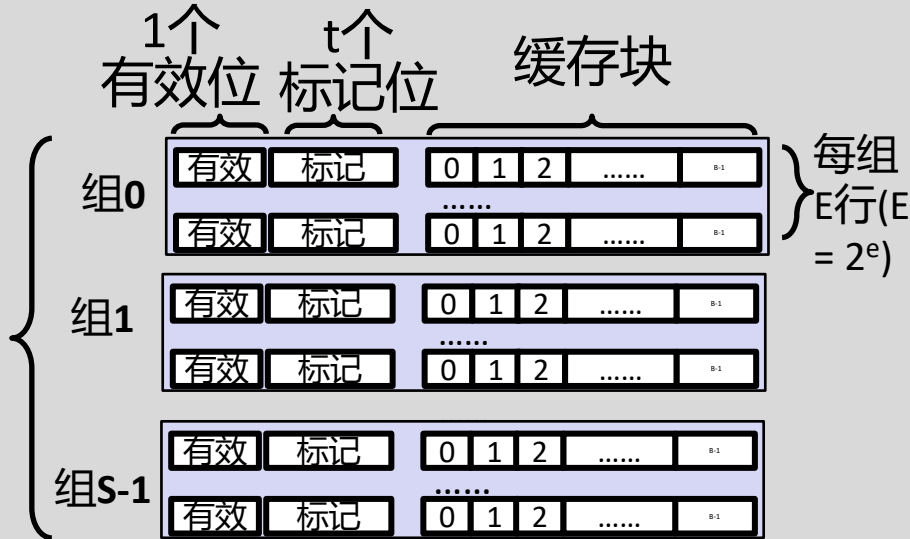 1个
有效位
t个
标记位
缓存块
组0
有效 标记 0 1 2 ...... B-1
......
有效 标记 0 1 2 ...... B-1
每组
E行(E
= 2ᵉ)
组1
有效 标记 0 1 2 ...... B-1
......
有效 标记 0 1 2 ...... B-1
组S-1
有效 标记 0 1 2 ...... B-1
......
有效 标记 0 1 2 ...... B-1